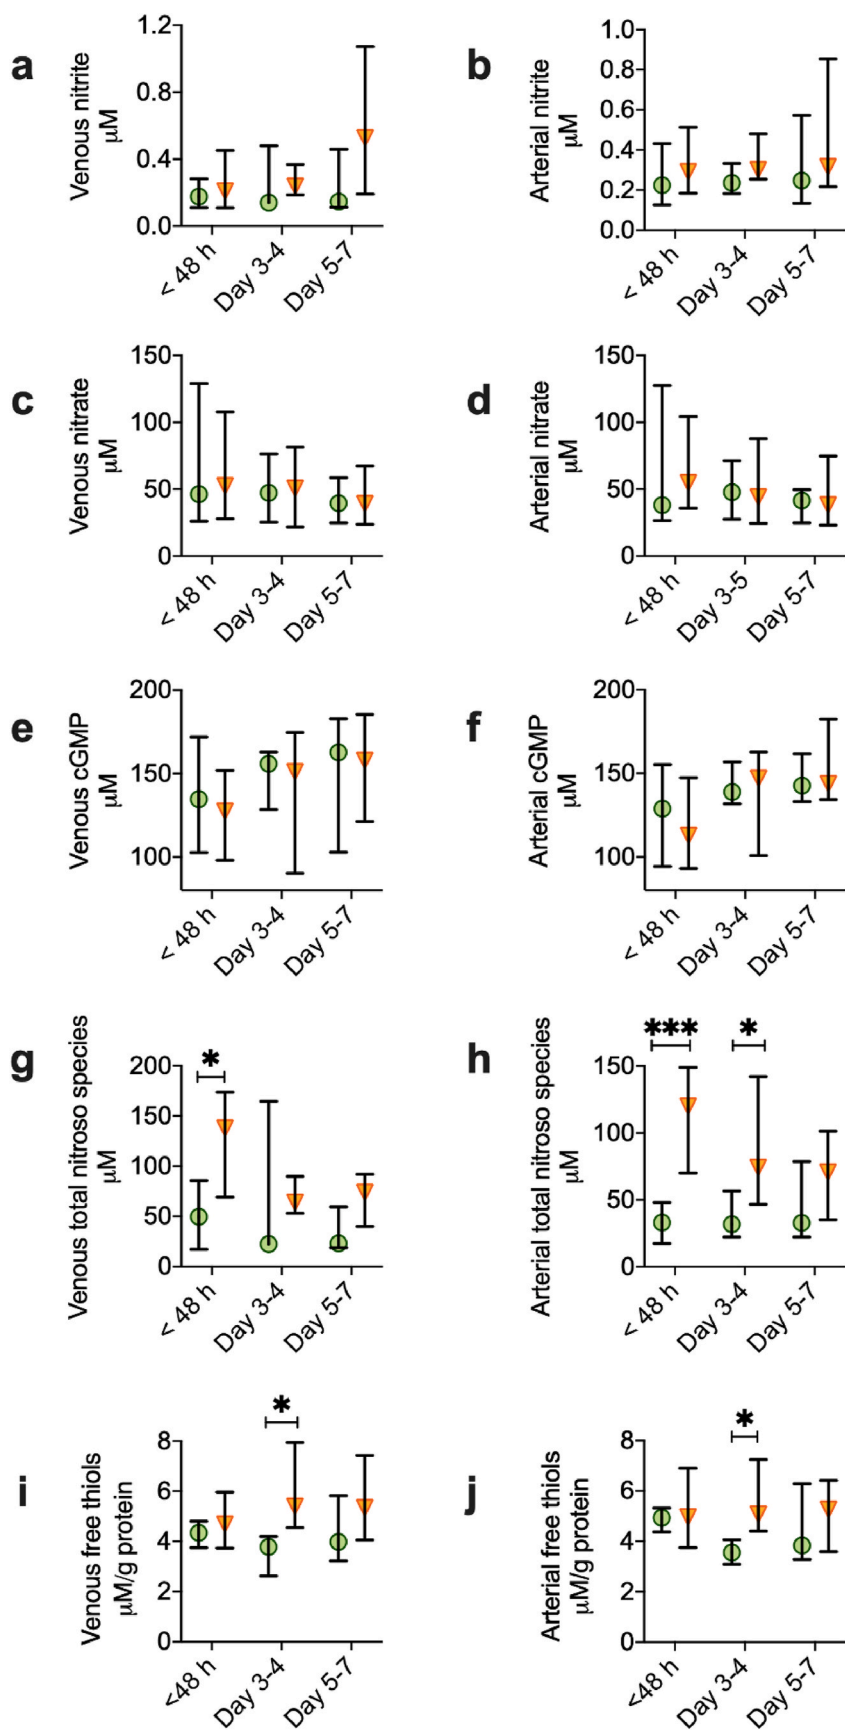 a
Venous nitrite
μM
1.2
0.8
0.4
0.0
< 48 h
Day 3-4
Day 5-7
b
Arterial nitrite
μM
1.0
0.8
0.6
0.4
0.2
0.0
< 48 h
Day 3-4
Day 5-7
c
Venous nitrate
μM
150
100
50
0
< 48 h
Day 3-4
Day 5-7
d
Arterial nitrate
μM
150
100
50
0
< 48 h
Day 3-5
Day 5-7
e
Venous cGMP
μM
200
150
100
< 48 h
Day 3-4
Day 5-7
f
Arterial cGMP
μM
200
150
100
< 48 h
Day 3-4
Day 5-7
g
Venous total nitroso species
μM
200
150
100
50
0
*
< 48 h
Day 3-4
Day 5-7
h
Arterial total nitroso species
μM
150
100
50
0
***
*
< 48 h
Day 3-4
Day 5-7
i
Venous free thiols
μM/g protein
8
6
4
2
0
*
<48 h
Day 3-4
Day 5-7
j
Arterial free thiols
μM/g protein
8
6
4
2
0
*
< 48 h
Day 3-4
Day 5-7